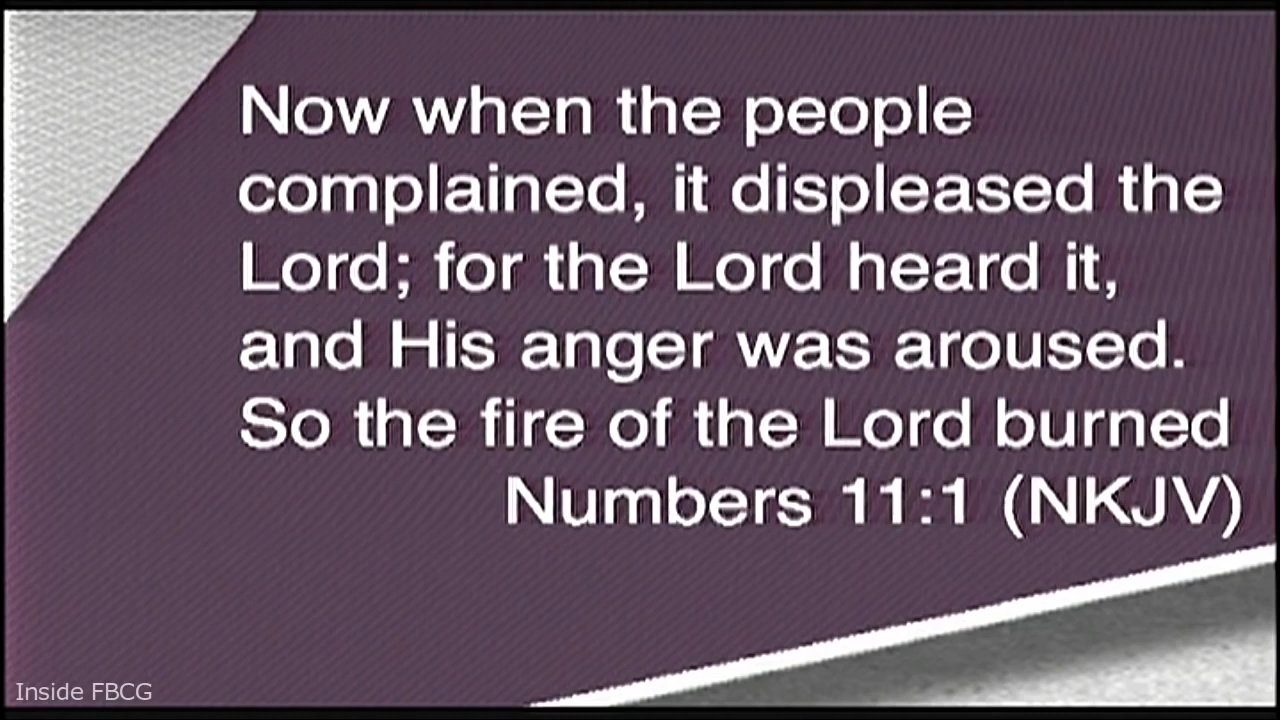 Now when the people
complained, it displeased the
Lord; for the Lord heard it,
and His anger was aroused.
So the fire of the Lord burned
Numbers 11:1 (NKJV)
Inside FBCG